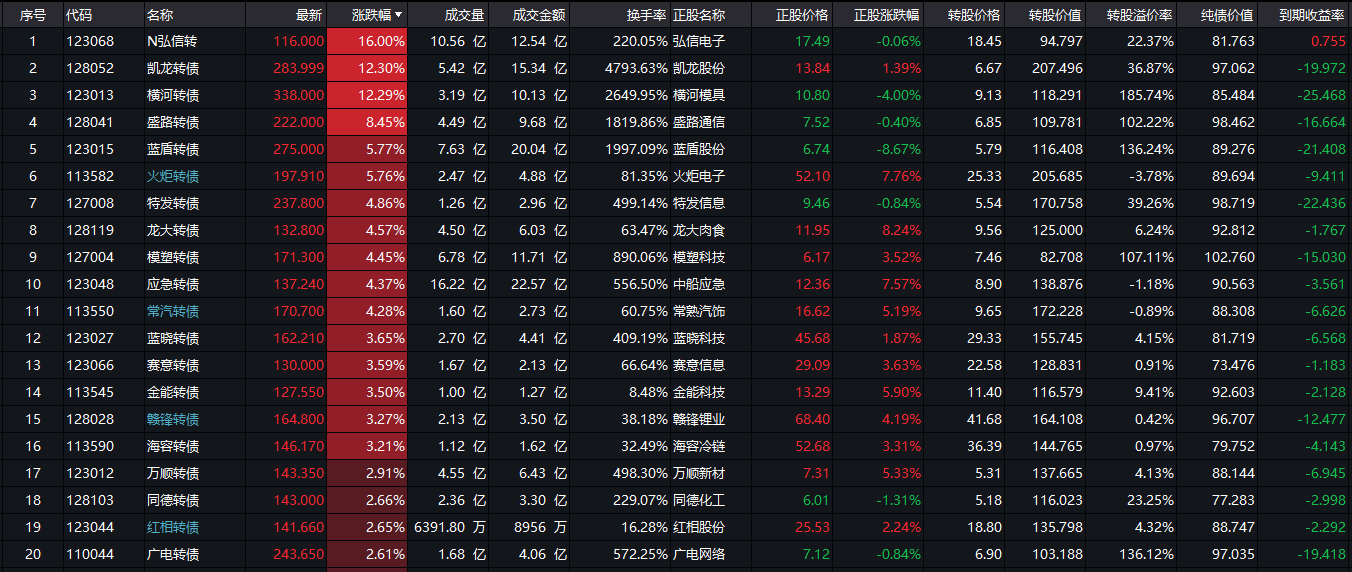 序号 代码 名称 最新 涨跌幅 成交量 成交金额 换手率 正股名称 正股价格 正股涨跌幅 转股价格 转股价值 转股溢价率 纯债价值 到期收益率
1 123068 N弘信转 116.000 16.00% 10.56 亿 12.54 亿 220.05% 弘信电子 17.49 -0.06% 18.45 94.797 22.37% 81.763 0.755
2 128052 凯龙转债 283.999 12.30% 5.42 亿 15.34 亿 4793.63% 凯龙股份 13.84 1.39% 6.67 207.496 36.87% 97.062 -19.972
3 123013 横河转债 338.000 12.29% 3.19 亿 10.13 亿 2649.95% 横河模具 10.80 -4.00% 9.13 118.291 185.74% 85.484 -25.468
4 128041 盛路转债 222.000 8.45% 4.49 亿 9.68 亿 1819.86% 盛路通信 7.52 -0.40% 6.85 109.781 102.22% 98.462 -16.664
5 123015 蓝盾转债 275.000 5.77% 7.63 亿 20.04 亿 1997.09% 蓝盾股份 6.74 -8.67% 5.79 116.408 136.24% 89.276 -21.408
6 113582 火炬转债 197.910 5.76% 2.47 亿 4.88 亿 81.35% 火炬电子 52.10 7.76% 25.33 205.685 -3.78% 89.694 -9.411
7 127008 特发转债 237.800 4.86% 1.26 亿 2.96 亿 499.14% 特发信息 9.46 -0.84% 5.54 170.758 39.26% 98.719 -22.436
8 128119 龙大转债 132.800 4.57% 4.50 亿 6.03 亿 63.47% 龙大肉食 11.95 8.24% 9.56 125.000 6.24% 92.812 -1.767
9 127004 模塑转债 171.300 4.45% 6.78 亿 11.71 亿 890.06% 模塑科技 6.17 3.52% 7.46 82.708 107.11% 102.760 -15.030
10 123048 应急转债 137.240 4.37% 16.22 亿 22.57 亿 556.50% 中船应急 12.36 7.57% 8.90 138.876 -1.18% 90.563 -3.561
11 113550 常汽转债 170.700 4.28% 1.60 亿 2.73 亿 60.75% 常熟汽饰 16.62 5.19% 9.65 172.228 -0.89% 88.308 -6.626
12 123027 蓝晓转债 162.210 3.65% 2.70 亿 4.41 亿 409.19% 蓝晓科技 45.68 1.87% 29.33 155.745 4.15% 81.719 -6.568
13 123066 赛意转债 130.000 3.59% 1.67 亿 2.13 亿 66.64% 赛意信息 29.09 3.63% 22.58 128.831 0.91% 73.476 -1.183
14 113545 金能转债 127.550 3.50% 1.00 亿 1.27 亿 8.48% 金能科技 13.29 5.90% 11.40 116.579 9.41% 92.603 -2.128
15 128028 赣锋转债 164.800 3.27% 2.13 亿 3.50 亿 38.18% 赣锋锂业 68.40 4.19% 41.68 164.108 0.42% 96.707 -12.477
16 113590 海容转债 146.170 3.21% 1.12 亿 1.62 亿 32.49% 海容冷链 52.68 3.31% 36.39 144.765 0.97% 79.752 -4.143
17 123012 万顺转债 143.350 2.91% 4.55 亿 6.43 亿 498.30% 万顺新材 7.31 5.33% 5.31 137.665 4.13% 88.144 -6.945
18 128103 同德转债 143.000 2.66% 2.36 亿 3.30 亿 229.07% 同德化工 6.01 -1.31% 5.18 116.023 23.25% 77.283 -2.998
19 123044 红相转债 141.660 2.65% 6391.80 万 8956 万 16.28% 红相股份 25.53 2.24% 18.80 135.798 4.32% 88.747 -2.292
20 110044 广电转债 243.650 2.61% 1.68 亿 4.06 亿 572.25% 广电网络 7.12 -0.84% 6.90 103.188 136.12% 97.035 -19.418